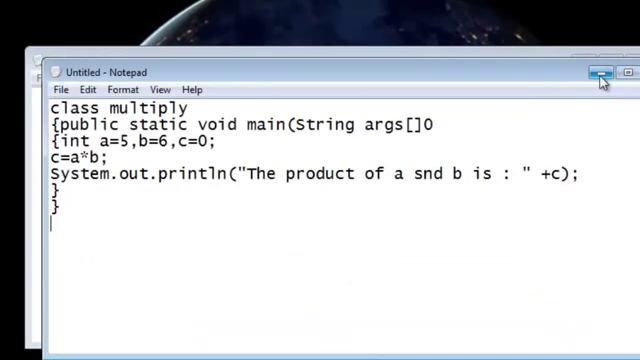 Untitled - Notepad
File Edit Format View Help
class multiply
{public static void main(String args[]O
{int a=5,b=6,c=0;
c=a*b;
System.out.println("The product of a snd b is : " +c);
}
}